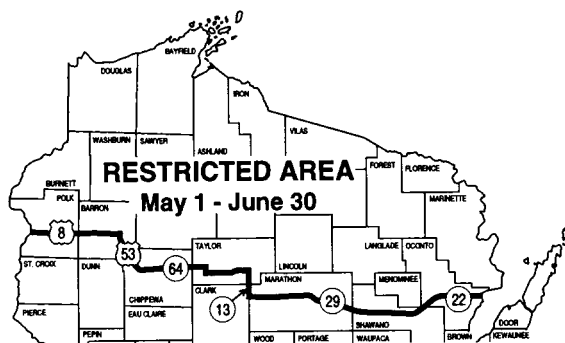 BAYFIELD
DOUGLAS
IRON
VILAS
WASHBURN
SAWYER
ASHLAND
FOREST
FLORENCE
RESTRICTED AREA
May 1 - June 30
BURNETT
POLK
BARRON
MARINETTE
8
53
64
TAYLOR
LINCOLN
LANGLADE
OCONTO
ST. CROIX
DUNN
CHIPPEWA
CLARK
MARATHON
MENOMINEE
13
29
22
PIERCE
EAU CLAIRE
PEPIN
WOOD
PORTAGE
SHAWANO
WAUPACA
BROWN
DOOR
KEWAUNEE